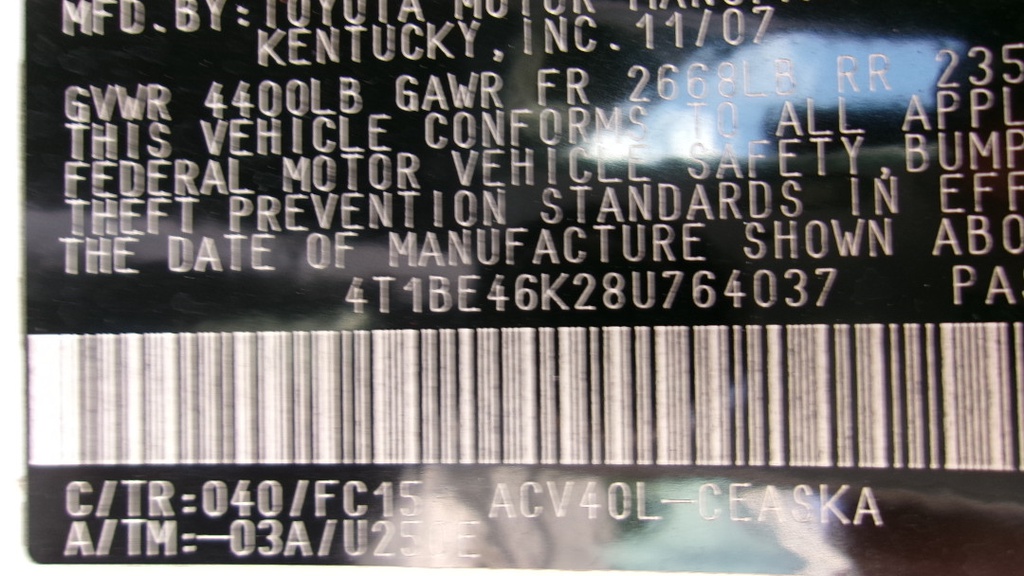 MFD.BY:TOYOTA MOTOR
KENTUCKY, INC. 11/07
GVWR 4400LB GAWR FR 2668LB RR 235
THIS VEHICLE CONFORMS TO ALL APPL
FEDERAL MOTOR VEHICLE SAFETY,BUMP
THEFT PREVENTION STANDARDS IN EFF
THE DATE OF MANUFACTURE SHOWN ABO
4T1BE46K28U764037 PA
C/TR:040/FC15 ACV40L-CEASKA
A/TM:-03A/